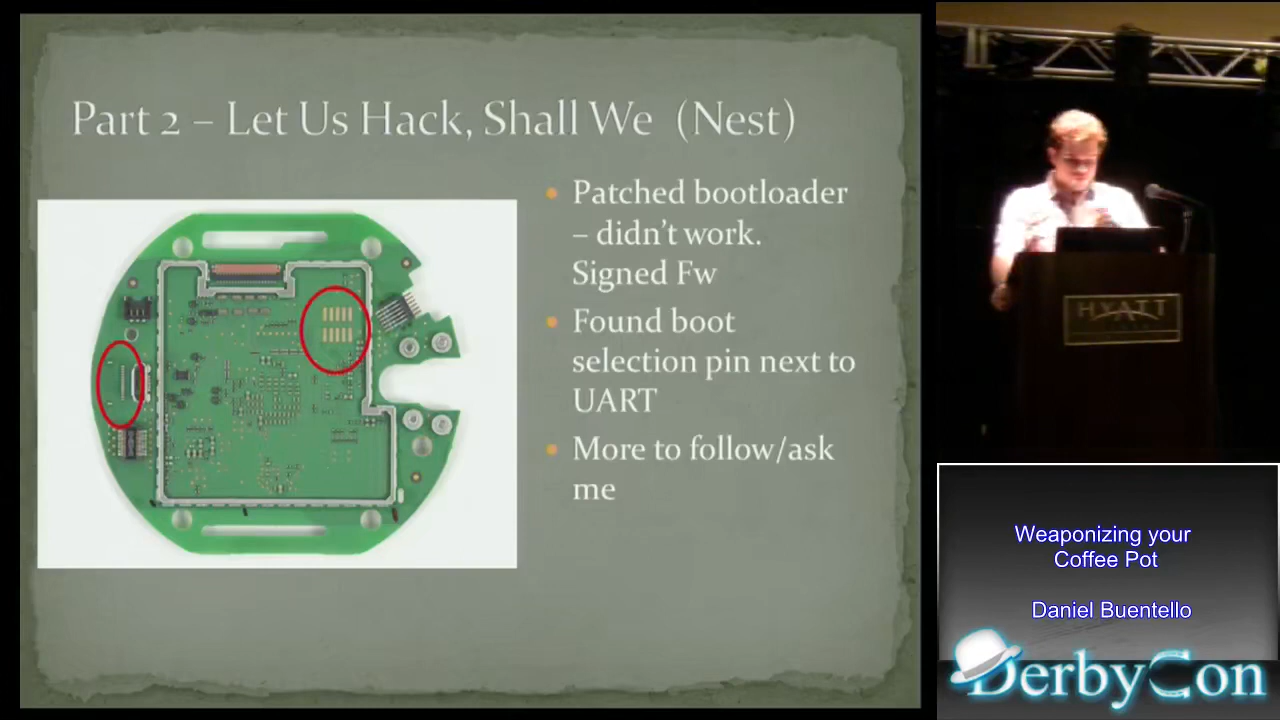 Part 2 – Let Us Hack, Shall We (Nest)
Patched bootloader
– didn't work.
Signed Fw
Found boot
selection pin next to
UART
More to follow/ask
me
HYATT
Weaponizing your
Coffee Pot
Daniel Buentello
DerbyCon